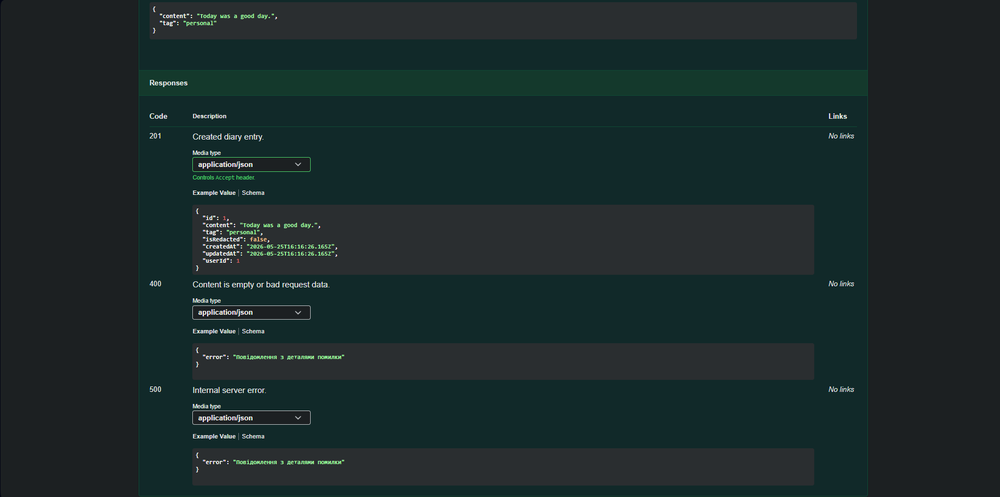 {
"content": "Today was a good day.",
"tag": "personal"
}
Responses
Code Description Links
201 Created diary entry. No links
Media type
application/json
Controls Accept header.
Example Value | Schema
{
"id": 1,
"content": "Today was a good day.",
"tag": "personal",
"isRedacted": false,
"createdAt": "2026-05-25T16:16:26.165Z",
"updatedAt": "2026-05-25T16:16:26.165Z",
"userId": 1
}
400 Content is empty or bad request data. No links
Media type
application/json
Example Value | Schema
{
"error": "Повідомлення з деталями помилки"
}
500 Internal server error. No links
Media type
application/json
Example Value | Schema
{
"error": "Повідомлення з деталями помилки"
}